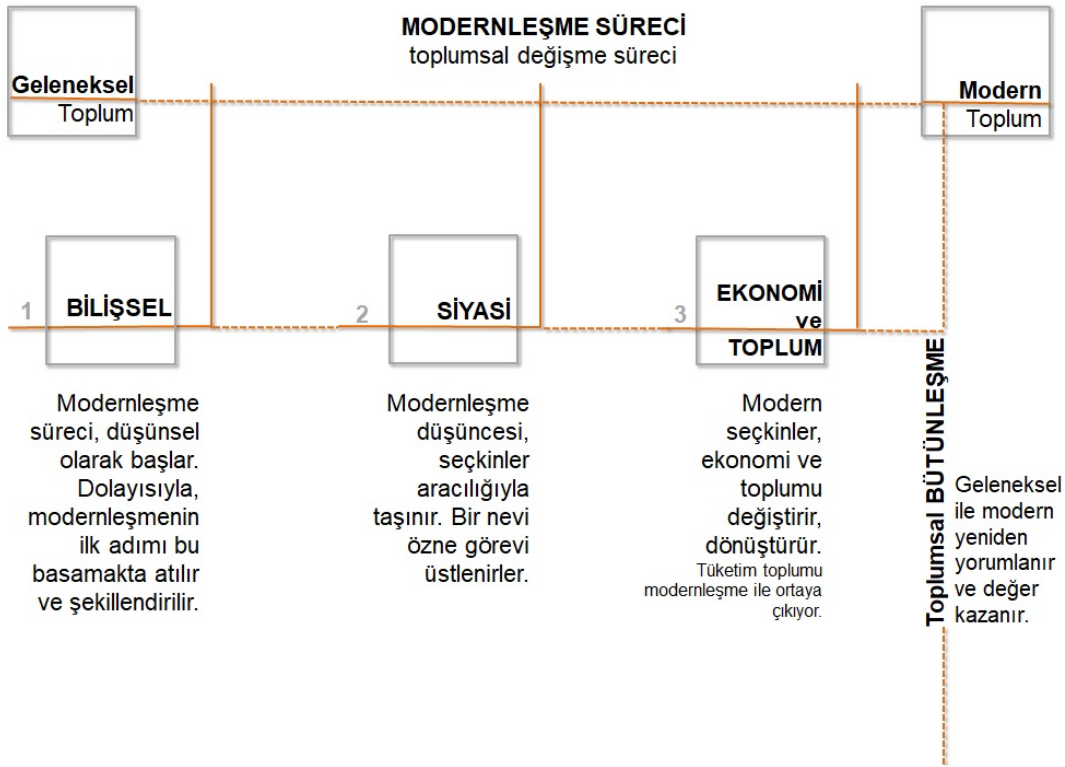 MODERNLEŞME SÜRECİ
toplumsal değişme süreci
Geleneksel
Toplum
Modern
Toplum
1
BİLİŞSEL
Modernleşme
süreci, düşünsel
olarak başlar.
Dolayısıyla,
modernleşmenin
ilk adımı bu
basamakta atılır
ve şekillendirilir.
2
SİYASİ
Modernleşme
düşüncesi,
seçkinler
aracılığıyla
taşınır. Bir nevi
özne görevi
üstlenirler.
3
EKONOMİ
ve
TOPLUM
Modern
seçkinler,
ekonomi ve
toplumu
değiştirir,
dönüştürür.
Tüketim toplumu
modernleşme ile ortaya
çıkıyor.
Toplumsal BÜTÜNLEŞME
Geleneksel
ile modern
yeniden
yorumlanır
ve değer
kazanır.